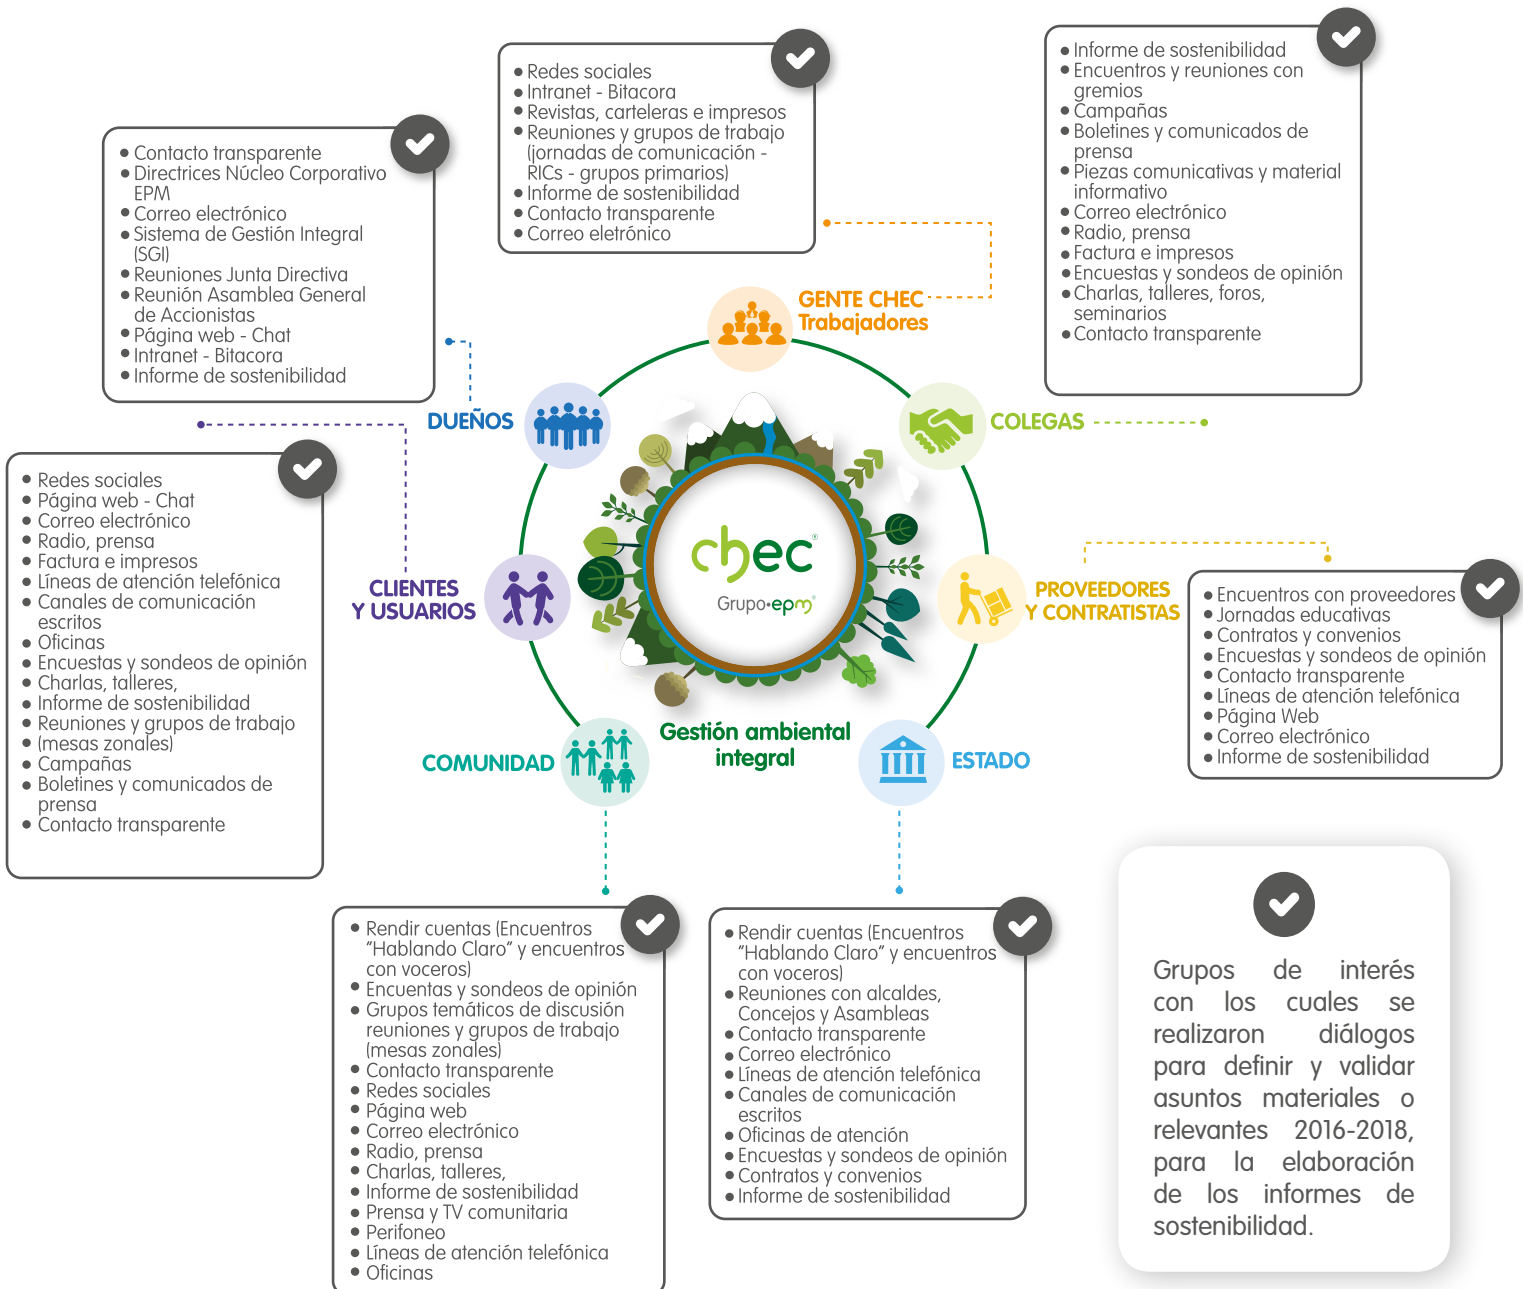 • Redes sociales
• Intranet - Bitacora
• Revistas, carteleras e impresos
• Reuniones y grupos de trabajo
(jornadas de comunicación -
RICs - grupos primarios)
• Informe de sostenibilidad
• Contacto transparente
• Correo eletrónico
• Informe de sostenibilidad
• Encuentros y reuniones con
gremios
• Campañas
• Boletines y comunicados de
prensa
• Piezas comunicativas y material
informativo
• Correo electrónico
• Radio, prensa
• Factura e impresos
• Encuestas y sondeos de opinión
• Charlas, talleres, foros,
seminarios
• Contacto transparente
• Contacto transparente
• Directrices Núcleo Corporativo
EPM
• Correo electrónico
• Sistema de Gestión Integral
(SGI)
• Reuniones Junta Directiva
• Reunión Asamblea General
de Accionistas
• Página web - Chat
• Intranet - Bitacora
• Informe de sostenibilidad
GENTE CHEC
Trabajadores
DUEÑOS
COLEGAS
• Redes sociales
• Página web - Chat
• Correo electrónico
• Radio, prensa
• Factura e impresos
• Líneas de atención telefónica
• Canales de comunicación
escritos
• Oficinas
• Encuestas y sondeos de opinión
• Charlas, talleres,
• Informe de sostenibilidad
• Reuniones y grupos de trabajo
• (mesas zonales)
• Campañas
• Boletines y comunicados de
prensa
• Contacto transparente
CLIENTES
Y USUARIOS
chec®
Grupo•epm®
PROVEEDORES
Y CONTRATISTAS
• Encuentros con proveedores
• Jornadas educativas
• Contratos y convenios
• Encuestas y sondeos de opinión
• Contacto transparente
• Líneas de atención telefónica
• Página Web
• Correo electrónico
• Informe de sostenibilidad
COMUNIDAD
Gestión ambiental
integral
ESTADO
• Rendir cuentas (Encuentros
"Hablando Claro" y encuentros
con voceros)
• Encuentas y sondeos de opinión
• Grupos temáticos de discusión
reuniones y grupos de trabajo
(mesas zonales)
• Contacto transparente
• Redes sociales
• Página web
• Correo electrónico
• Radio, prensa
• Charlas, talleres,
• Informe de sostenibilidad
• Prensa y TV comunitaria
• Perifoneo
• Líneas de atención telefónica
• Oficinas
• Rendir cuentas (Encuentros
"Hablando Claro" y encuentros
con voceros)
• Reuniones con alcaldes,
Concejos y Asambleas
• Contacto transparente
• Correo electrónico
• Líneas de atención telefónica
• Canales de comunicación
escritos
• Oficinas de atención
• Encuestas y sondeos de opinión
• Contratos y convenios
• Informe de sostenibilidad
Grupos de interés
con los cuales se
realizaron diálogos
para definir y validar
asuntos materiales o
relevantes 2016-2018,
para la elaboración
de los informes de
sostenibilidad.